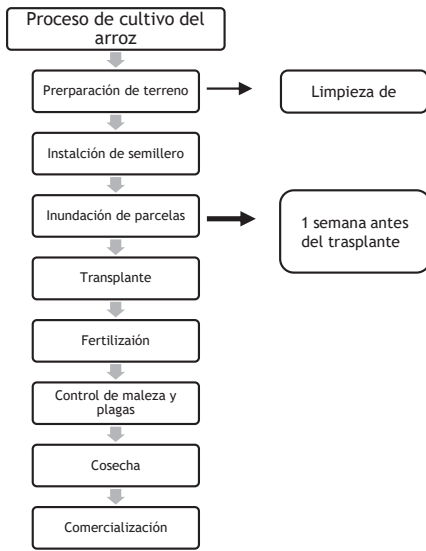 Proceso de cultivo del
arroz
Prerparación de terreno
Limpieza de
Instalción de semillero
Inundación de parcelas
1 semana antes
del trasplante
Transplante
Fertilizaión
Control de maleza y
plagas
Cosecha
Comercialización